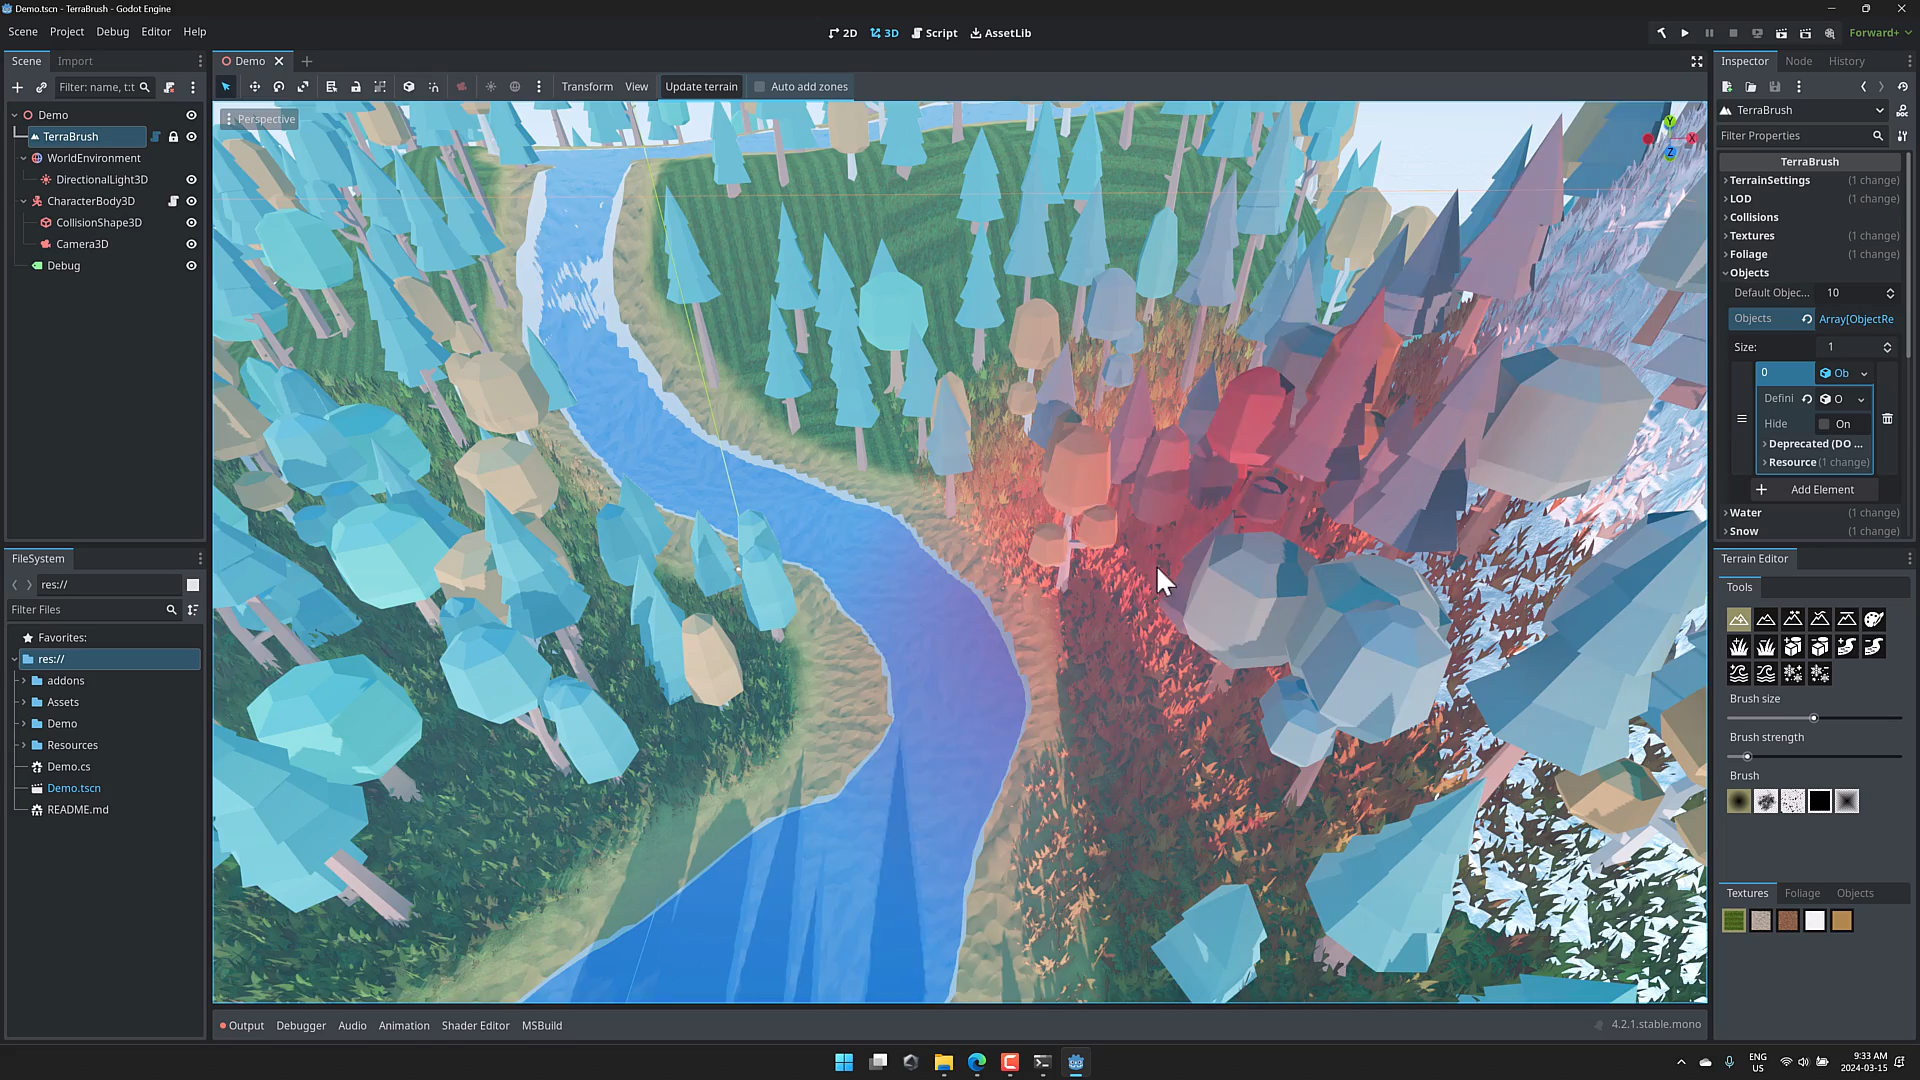 Demo.tscn - TerraBrush - Godot Engine
Scene Project Debug Editor Help
2D 3D Script AssetLib
Forward+
Scene Import
Filter: name, t:t
Demo
TerraBrush
WorldEnvironment
DirectionalLight3D
CharacterBody3D
CollisionShape3D
Camera3D
Debug
FileSystem
res://
Filter Files
Favorites:
res://
addons
Assets
Demo
Resources
Demo.cs
Demo.tscn
README.md
Demo
Transform View Update terrain Auto add zones
Perspective
Y
X
Z
Output Debugger Audio Animation Shader Editor MSBuild
4.2.1.stable.mono
Inspector Node History
TerraBrush
DOC
Filter Properties
TerraBrush
TerrainSettings (1 change)
LOD (1 change)
Collisions
Textures (1 change)
Foliage (1 change)
Objects
Default Objec... 10
Objects Array[ObjectRe
Size: 1
0 Ob
Defini O
Hide On
Deprecated (DO ...
Resource (1 change)
Add Element
Water (1 change)
Snow (1 change)
Terrain Editor
Tools
Brush size
Brush strength
Brush
Textures Foliage Objects
ENG
US
9:33 AM
2024-03-15